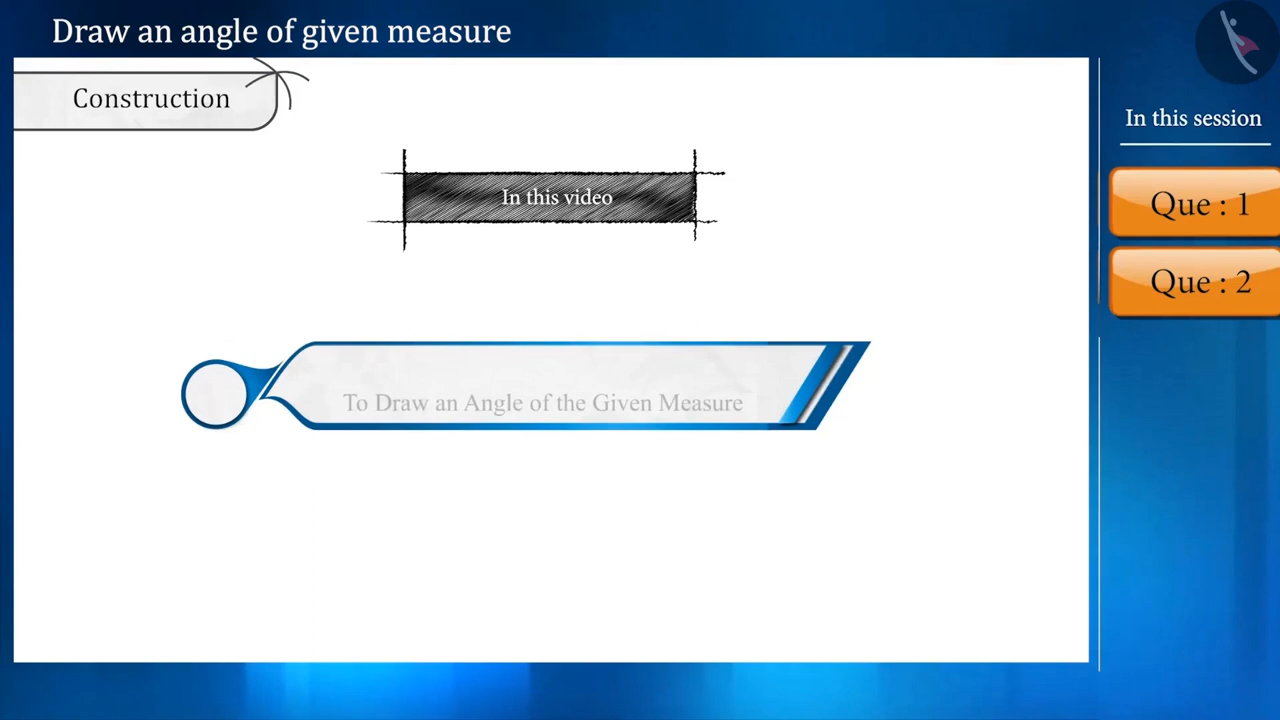 Draw an angle of given measure
Construction
In this session
In this video
Que : 1
Que : 2
To Draw an Angle of the Given Measure